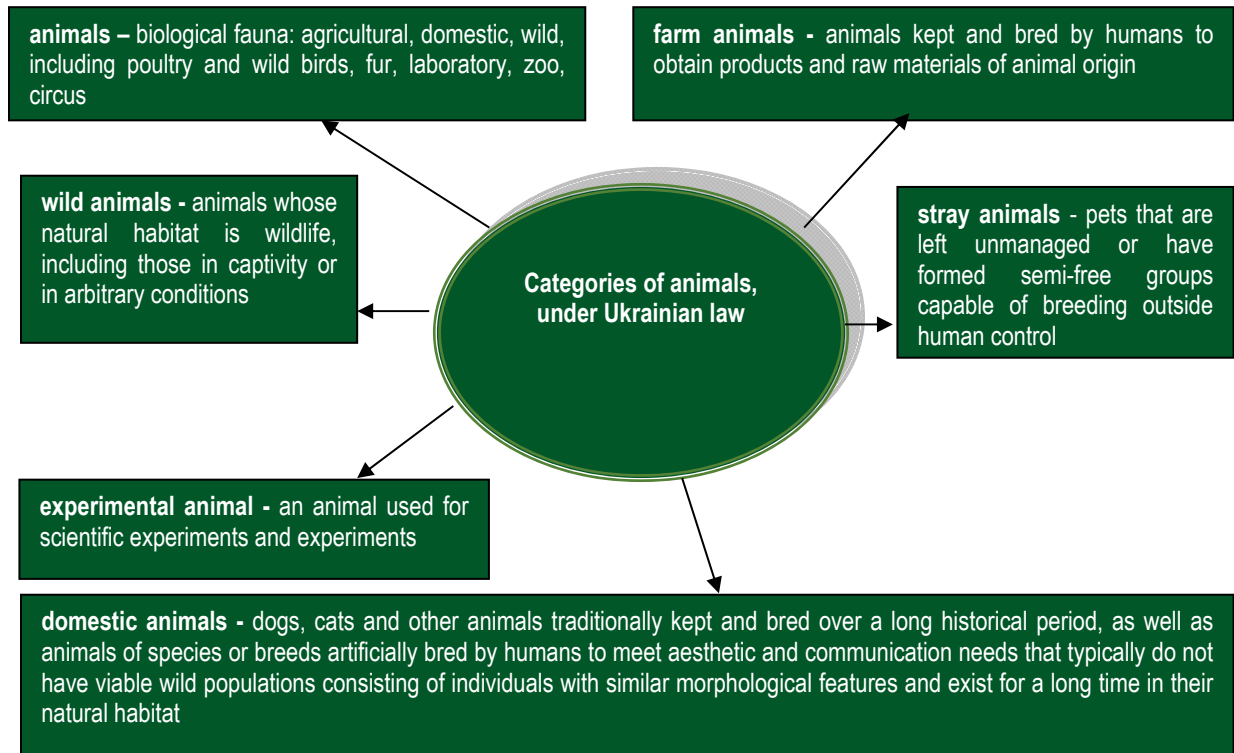 animals – biological fauna: agricultural, domestic, wild,
including poultry and wild birds, fur, laboratory, zoo,
circus
farm animals - animals kept and bred by humans to
obtain products and raw materials of animal origin
wild animals - animals whose
natural habitat is wildlife,
including those in captivity or
in arbitrary conditions
stray animals - pets that are
left unmanaged or have
formed semi-free groups
capable of breeding outside
human control
Categories of animals,
under Ukrainian law
experimental animal - an animal used for
scientific experiments and experiments
domestic animals - dogs, cats and other animals traditionally kept and bred over a long historical period, as well as
animals of species or breeds artificially bred by humans to meet aesthetic and communication needs that typically do not
have viable wild populations consisting of individuals with similar morphological features and exist for a long time in their
natural habitat